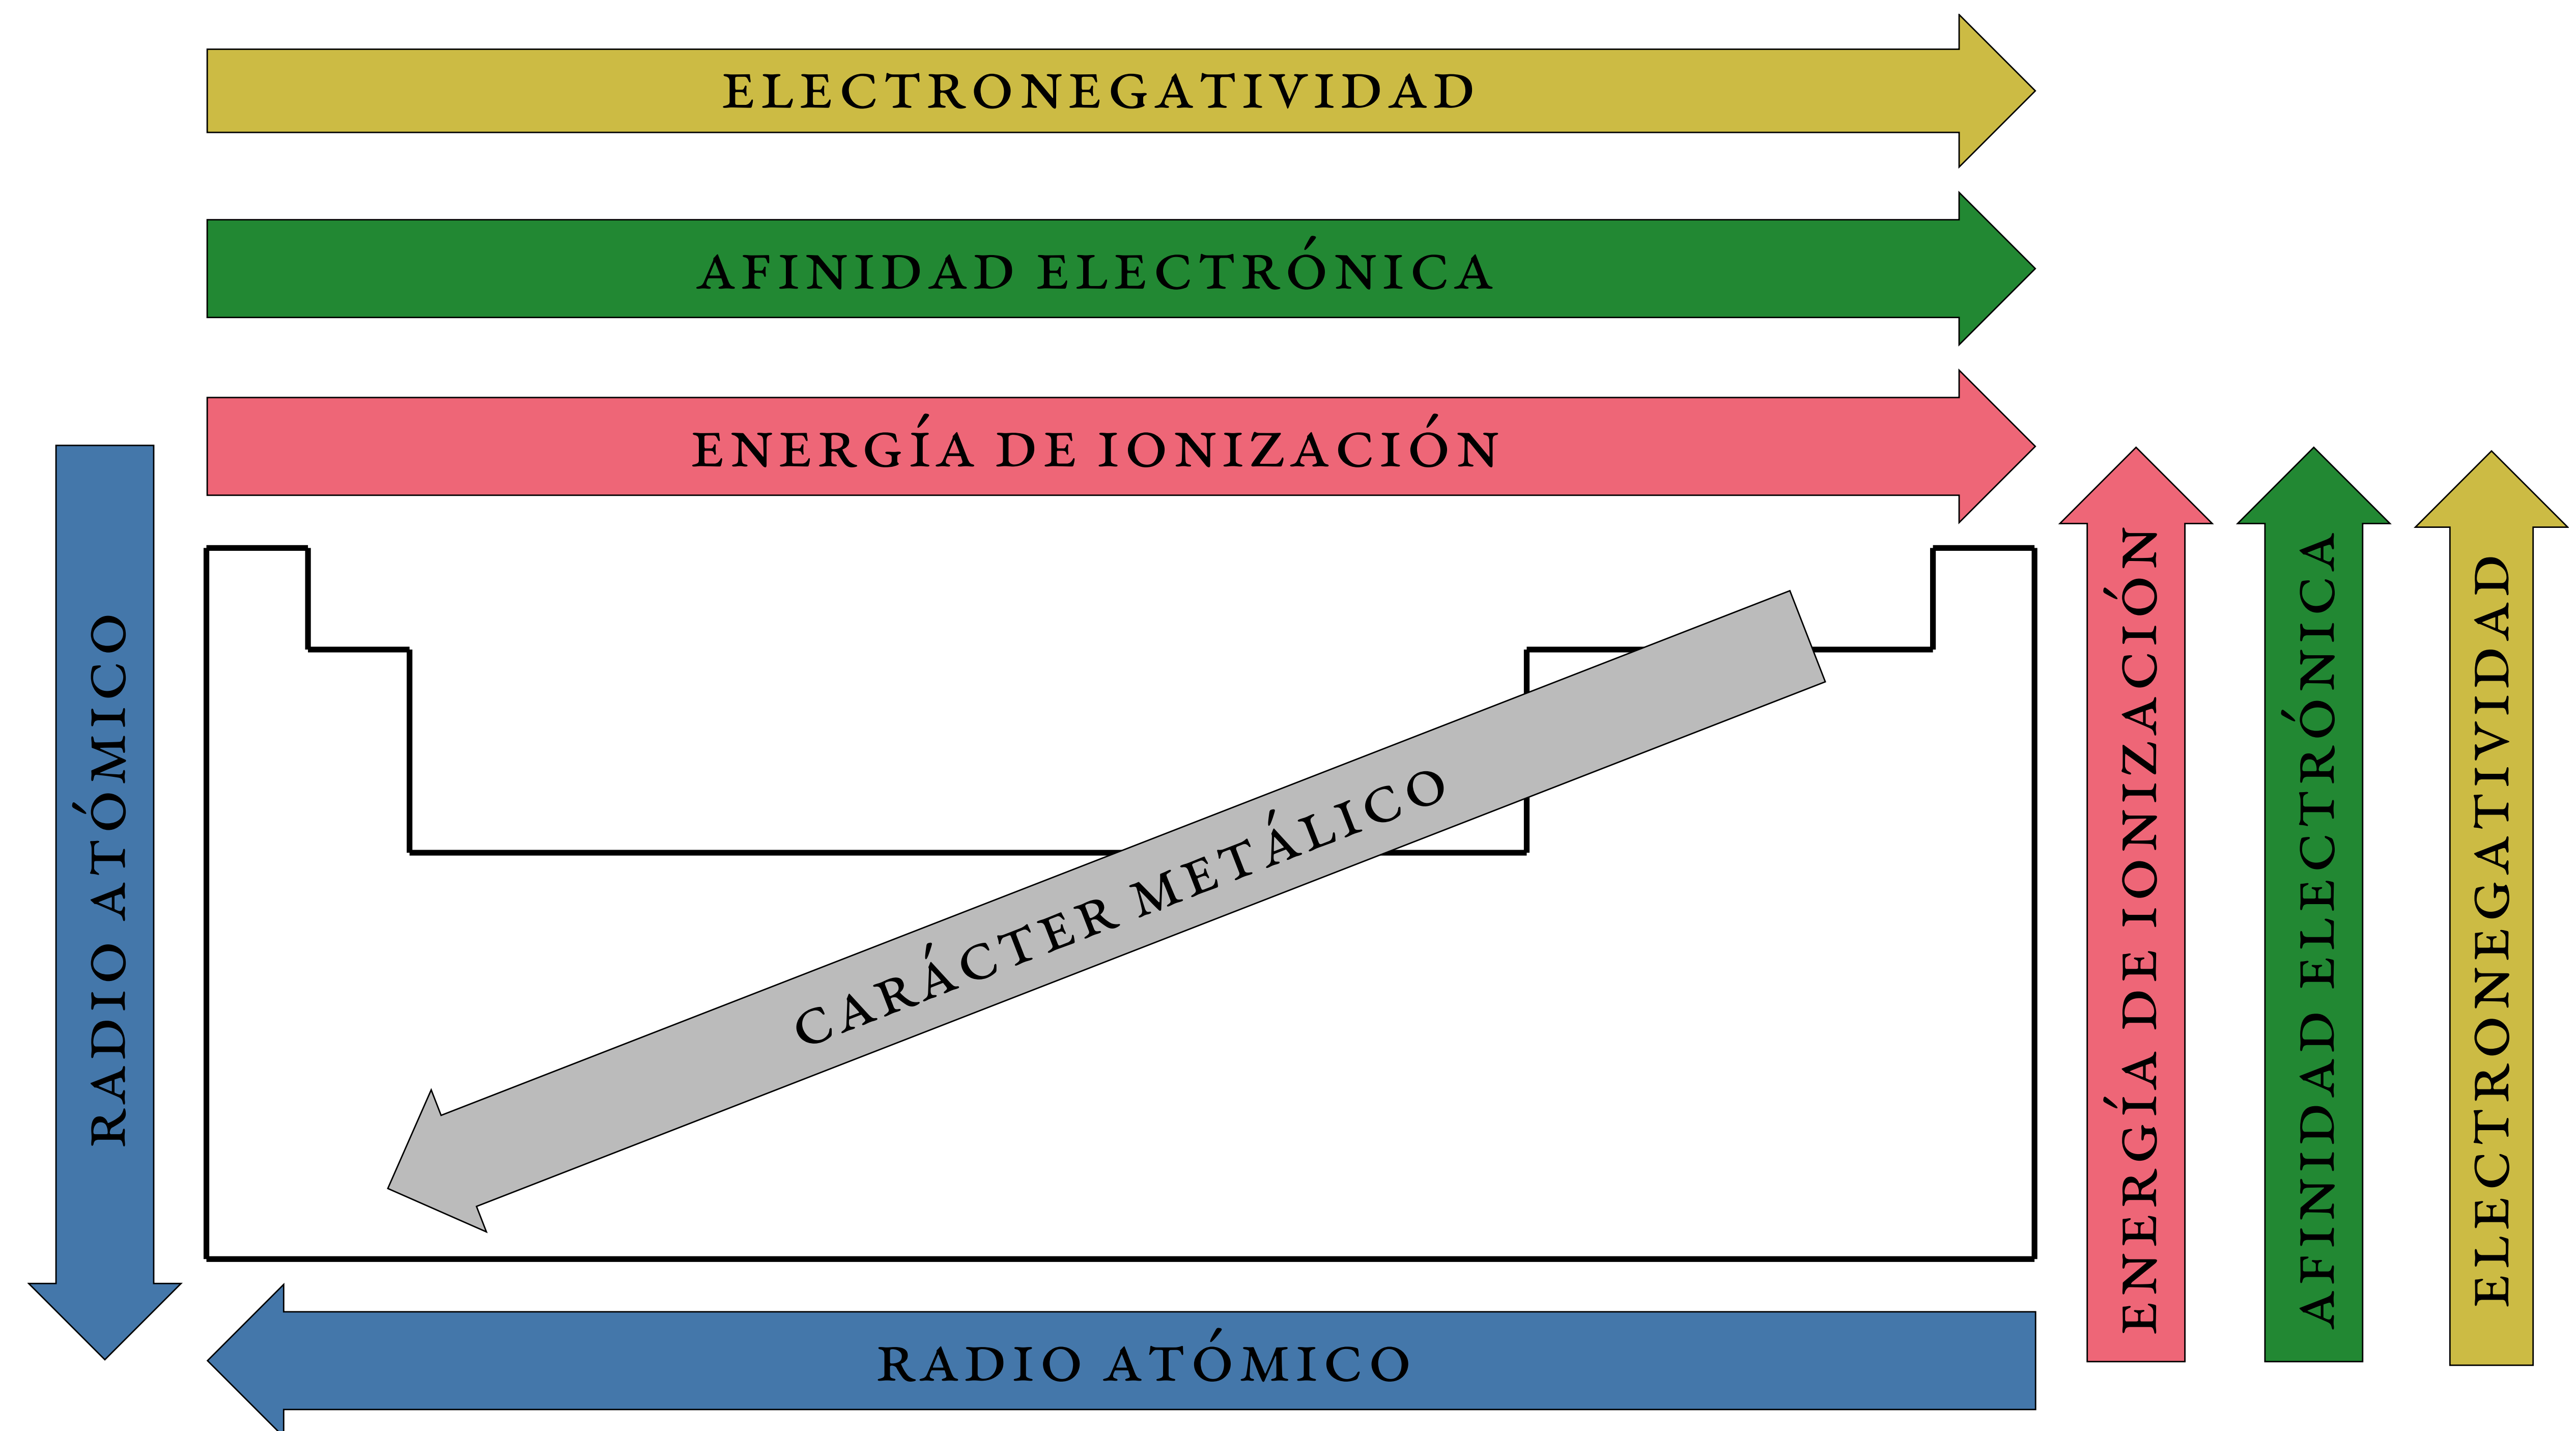 ELECTRONEGATIVIDAD
AFINIDAD ELECTRÓNICA
ENERGÍA DE IONIZACIÓN
RADIO ATÓMICO
CARÁCTER METÁLICO
ENERGÍA DE IONIZACIÓN
AFINIDAD ELECTRÓNICA
ELECTRONEGATIVIDAD
RADIO ATÓMICO